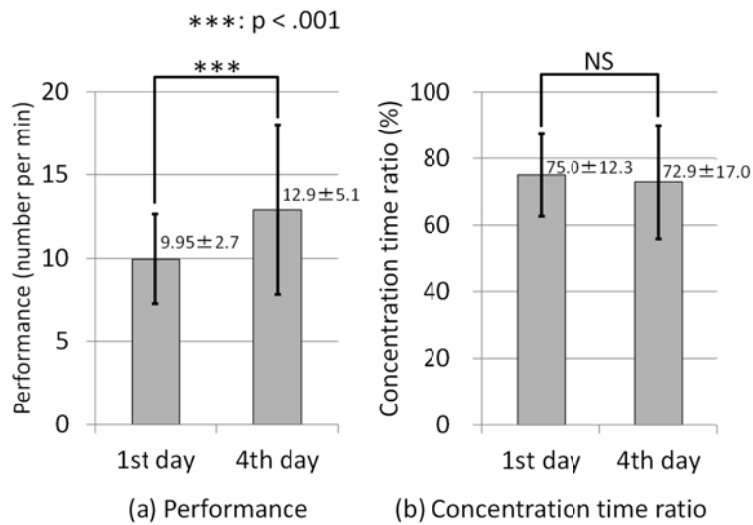 ***: p < .001
***
Performance (number per min)
20
15
10
5
0
9.95±2.7
12.9±5.1
1st day
4th day
(a) Performance
NS
Concentration time ratio (%)
100
80
60
40
20
0
75.0±12.3
72.9±17.0
1st day
4th day
(b) Concentration time ratio